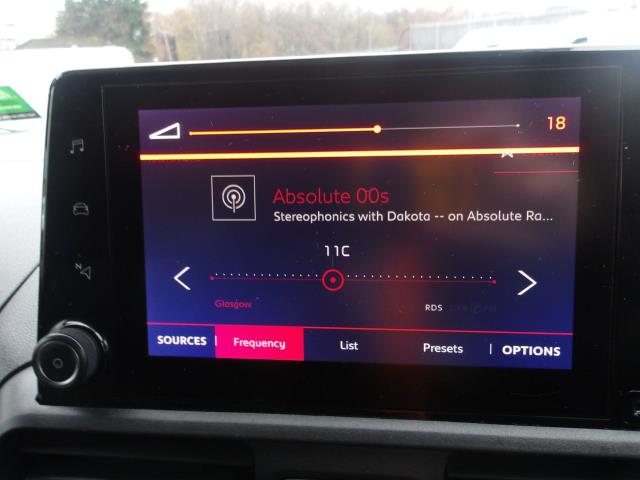 18
Absolute 00s
Stereophonics with Dakota -- on Absolute Ra...
11C
Glasgow
RDS
SOURCES Frequency List Presets OPTIONS
N